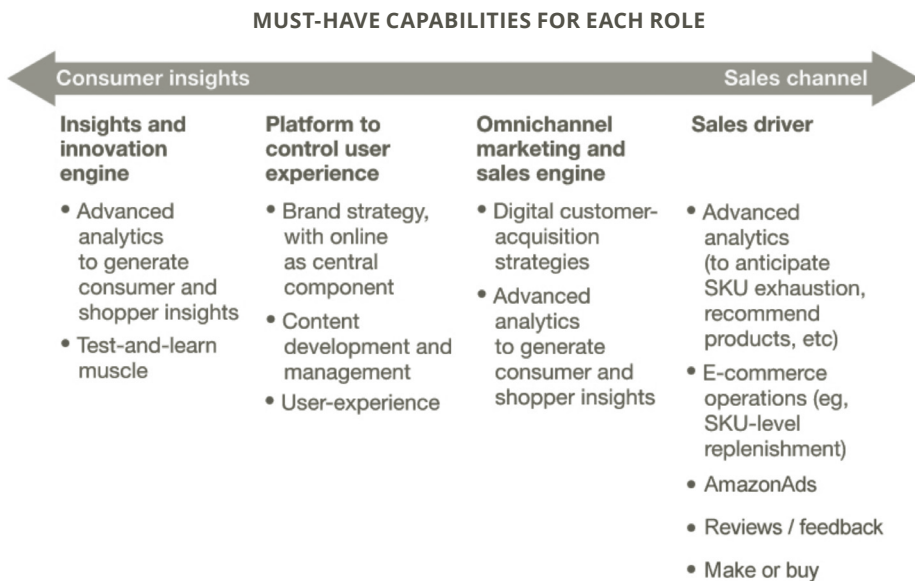 MUST-HAVE CAPABILITIES FOR EACH ROLE
Consumer insights
Sales channel
Insights and
innovation
engine
• Advanced
analytics
to generate
consumer and
shopper insights
• Test-and-learn
muscle
Platform to
control user
experience
• Brand strategy,
with online
as central
component
• Content
development and
management
• User-experience
Omnichannel
marketing and
sales engine
• Digital customer-
acquisition
strategies
• Advanced
analytics
to generate
consumer and
shopper insights
Sales driver
• Advanced
analytics
(to anticipate
SKU exhaustion,
recommend
products, etc)
• E-commerce
operations (eg,
SKU-level
replenishment)
• AmazonAds
• Reviews / feedback
• Make or buy